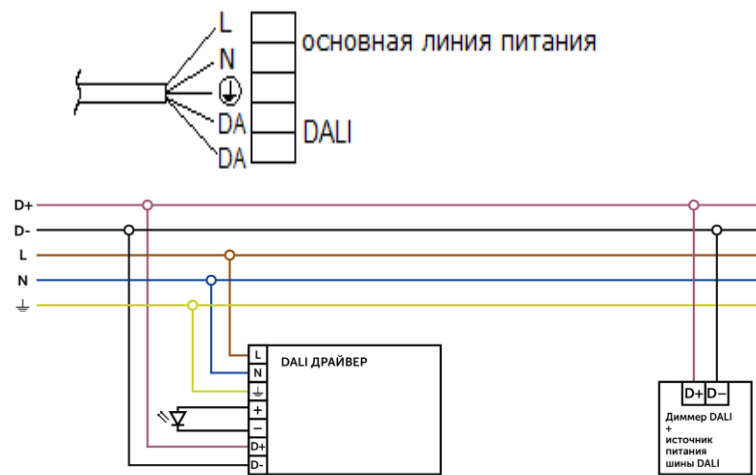 L
основная линия питания
N
DA
DALI
DA
D+
D-
L
N
L
DALI ДРАЙВЕР
N
+
−
D+
D-
D+ D−
Диммер DALI
+
источник
питания
шины DALI